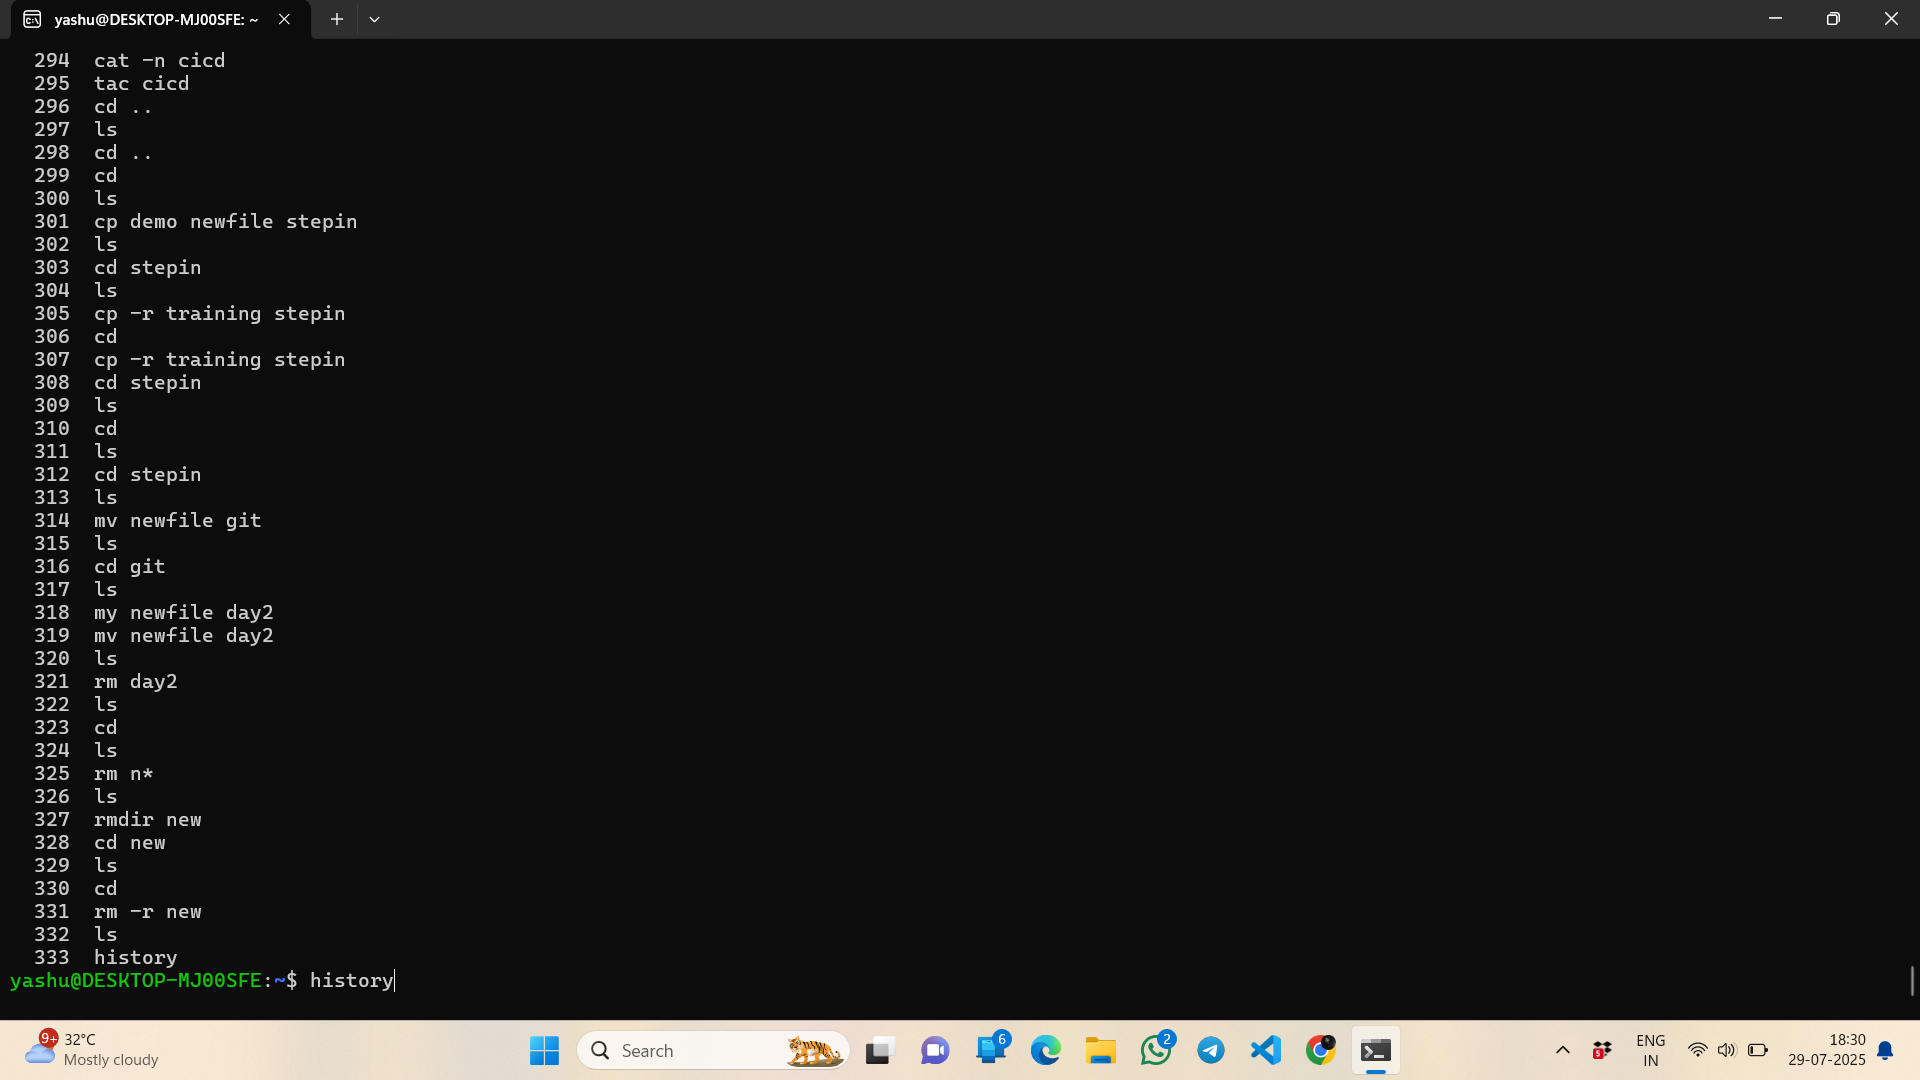 yashu@DESKTOP-MJ00SFE: ~
294 cat -n cicd
295 tac cicd
296 cd ..
297 ls
298 cd ..
299 cd
300 ls
301 cp demo newfile stepin
302 ls
303 cd stepin
304 ls
305 cp -r training stepin
306 cd
307 cp -r training stepin
308 cd stepin
309 ls
310 cd
311 ls
312 cd stepin
313 ls
314 mv newfile git
315 ls
316 cd git
317 ls
318 my newfile day2
319 mv newfile day2
320 ls
321 rm day2
322 ls
323 cd
324 ls
325 rm n*
326 ls
327 rmdir new
328 cd new
329 ls
330 cd
331 rm -r new
332 ls
333 history
yashu@DESKTOP-MJ00SFE:~$ history
9+
32°C
Mostly cloudy
Search
6
2
5
ENG
IN
18:30
29-07-2025